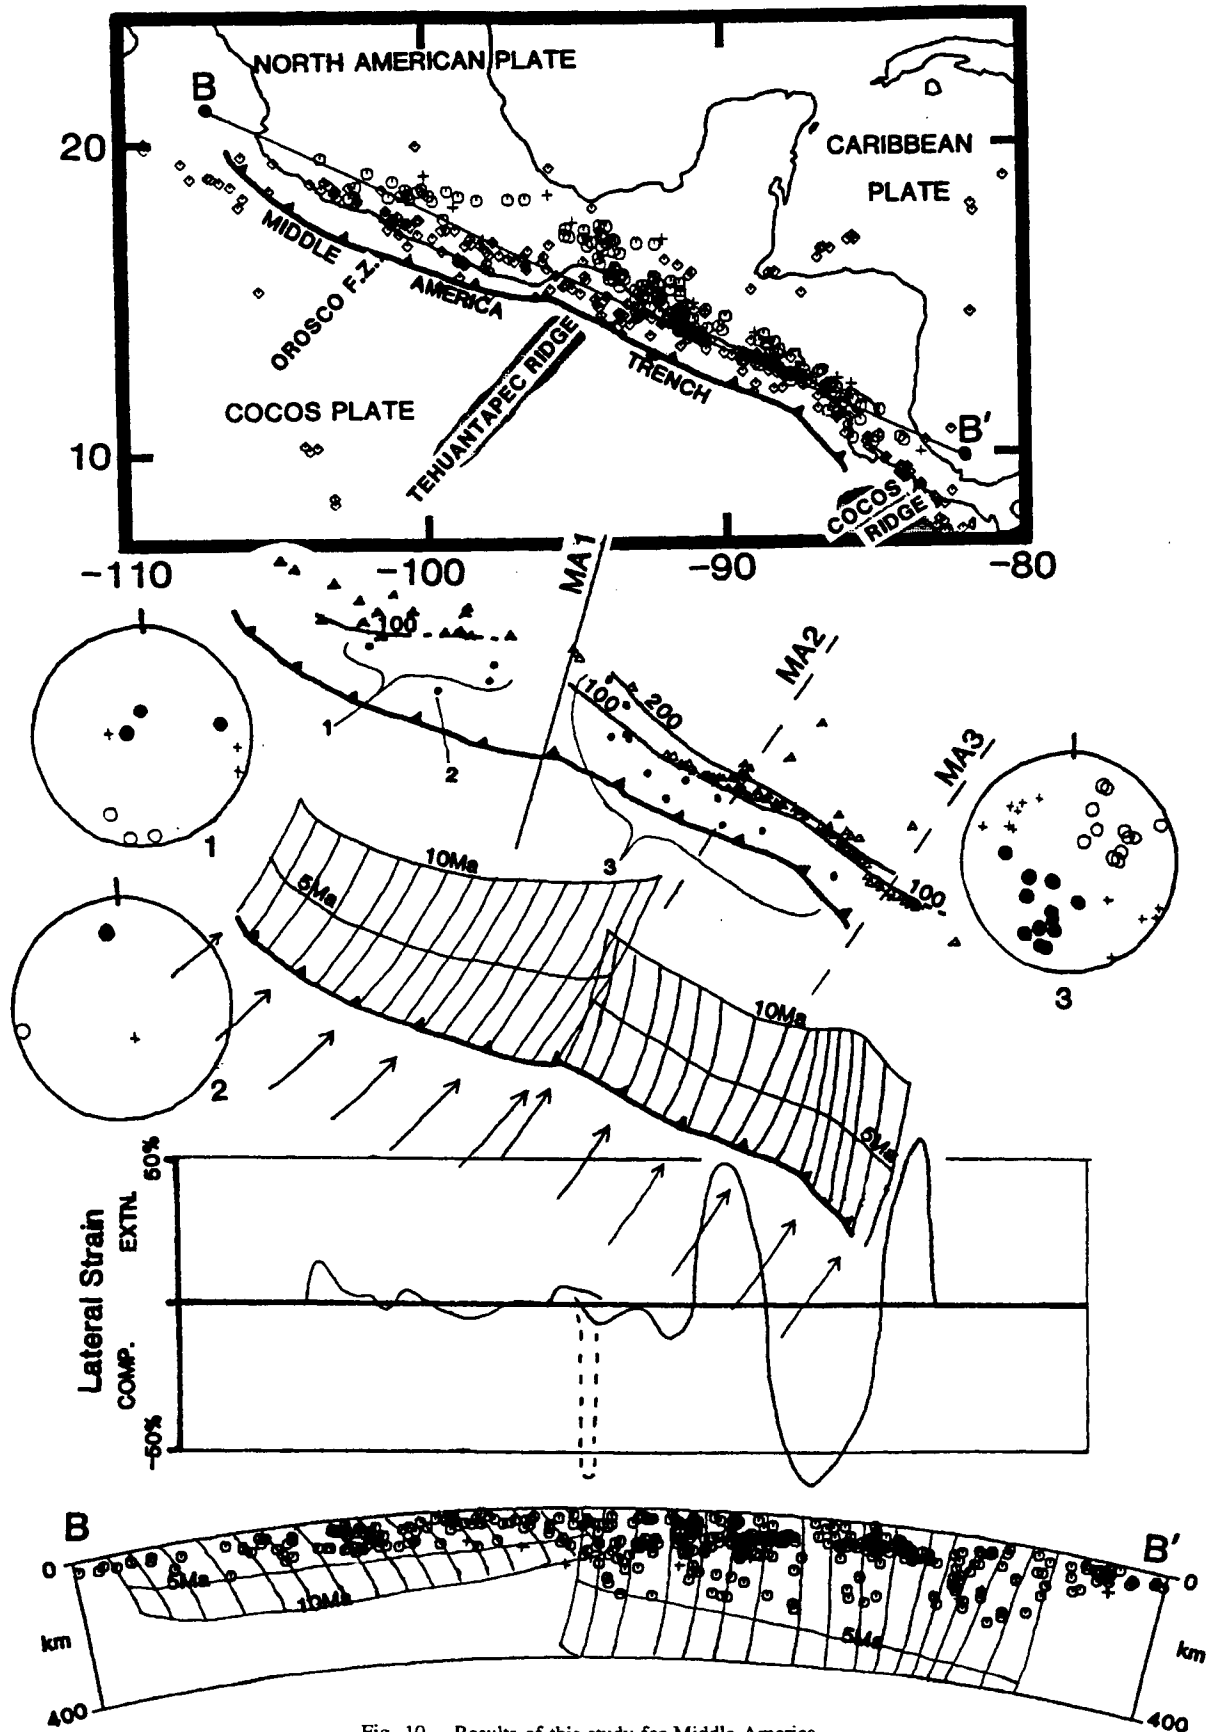 NORTH AMERICAN PLATE
B
20
CARIBBEAN
PLATE
MIDDLE
AMERICA
TRENCH
OROSCO F.Z.
TEHUANTAPEC RIDGE
COCOS PLATE
B'
10
COCOS
RIDGE
-110
-100
-90
-80
MA1
MA2
MA3
100
100
200
100
1
2
3
1
2
3
10Ma
5Ma
10Ma
5Ma
50%
EXTN.
Lateral Strain
COMP.
-50%
B
B'
0
0
5Ma
10Ma
5Ma
km
km
400
400
Fig. 10. Results of this study for Middle America